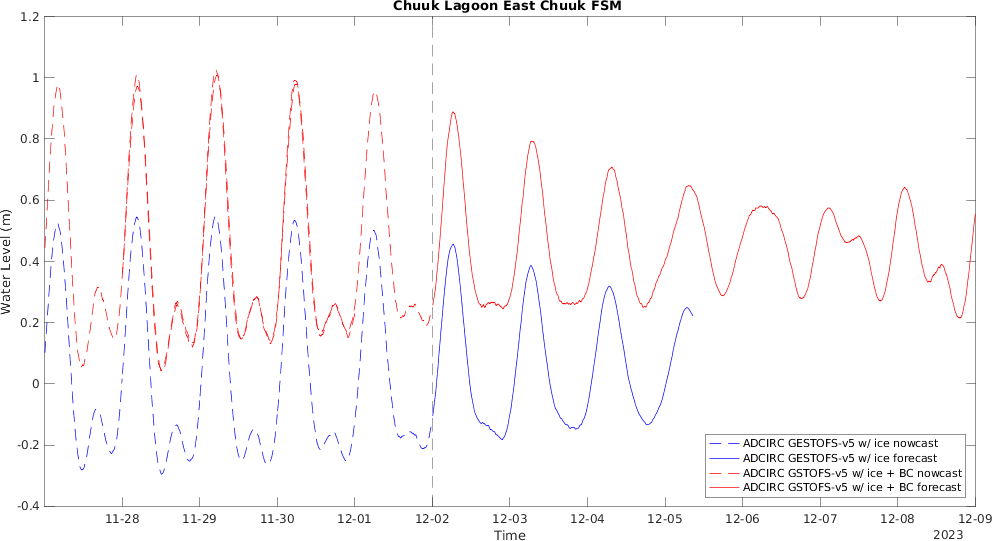 Chuuk Lagoon East Chuuk FSM
Water Level (m)
1.2
1
0.8
0.6
0.4
0.2
0
-0.2
-0.4
11-28 11-29 11-30 12-01 12-02 12-03 12-04 12-05 12-06 12-07 12-08 12-09
Time
2023
ADCIRC GESTOFS-v5 w/ ice nowcast
ADCIRC GESTOFS-v5 w/ ice forecast
ADCIRC GSTOFS-v5 w/ ice + BC nowcast
ADCIRC GSTOFS-v5 w/ ice + BC forecast